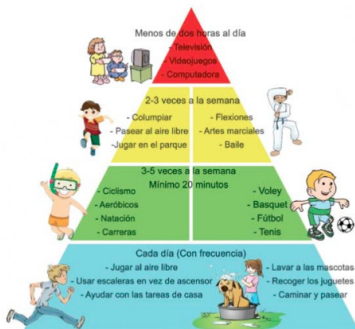 Menos de dos horas al día
- Televisión
- Videojuegos
- Computadora
2-3 veces a la semana
- Columpiar
- Pasear al aire libre
-Jugar en el parque
- Flexiones
- Artes marciales
- Baile
3-5 veces a la semana
Mínimo 20 minutos
- Ciclismo
- Aeróbicos
- Natación
- Carreras
- Voley
- Basquet
- Fútbol
- Tenis
Cada día (Con frecuencia)
- Jugar al aire libre
- Usar escaleras en vez de ascensor
- Ayudar con las tareas de casa
- Lavar a las mascotas
- Recoger los juguetes
- Caminar y pasear